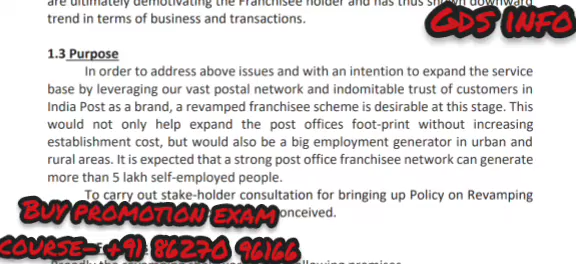 are ultimately demotivating the Franchisee holder and has thus shown downward
GDS INFO
trend in terms of business and transactions.
1.3 Purpose
In order to address above issues and with an intention to expand the service
base by leveraging our vast postal network and indomitable trust of customers in
India Post as a brand, a revamped franchisee scheme is desirable at this stage. This
would not only help expand the post offices foot-print without increasing
establishment cost, but would also be a big employment generator in urban and
rural areas. It is expected that a strong post office franchisee network can generate
more than 5 lakh self-employed people.
To carry out stake-holder consultation for bringing up Policy on Revamping
BUY PROMOTION EXAM onceived.
COURSE- +91 86270 96166
llowing premises